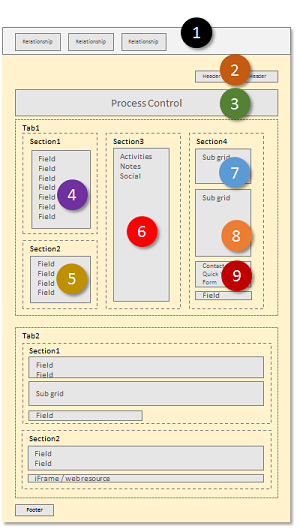 1
Relationship Relationship Relationship
2
Header Header
Process Control 3
Tab1
Section1
Field
Field
Field
Field
Field
Field
4
Section2
Field
Field
Field
Field
5
Section3
Activities
Notes
Social
6
Section4
Sub grid
7
Sub grid
8
Contact
Quick
Form
9
Field
Tab2
Section1
Field
Field
Sub grid
Field
Section2
Field
Field
iFrame / web resource
Footer